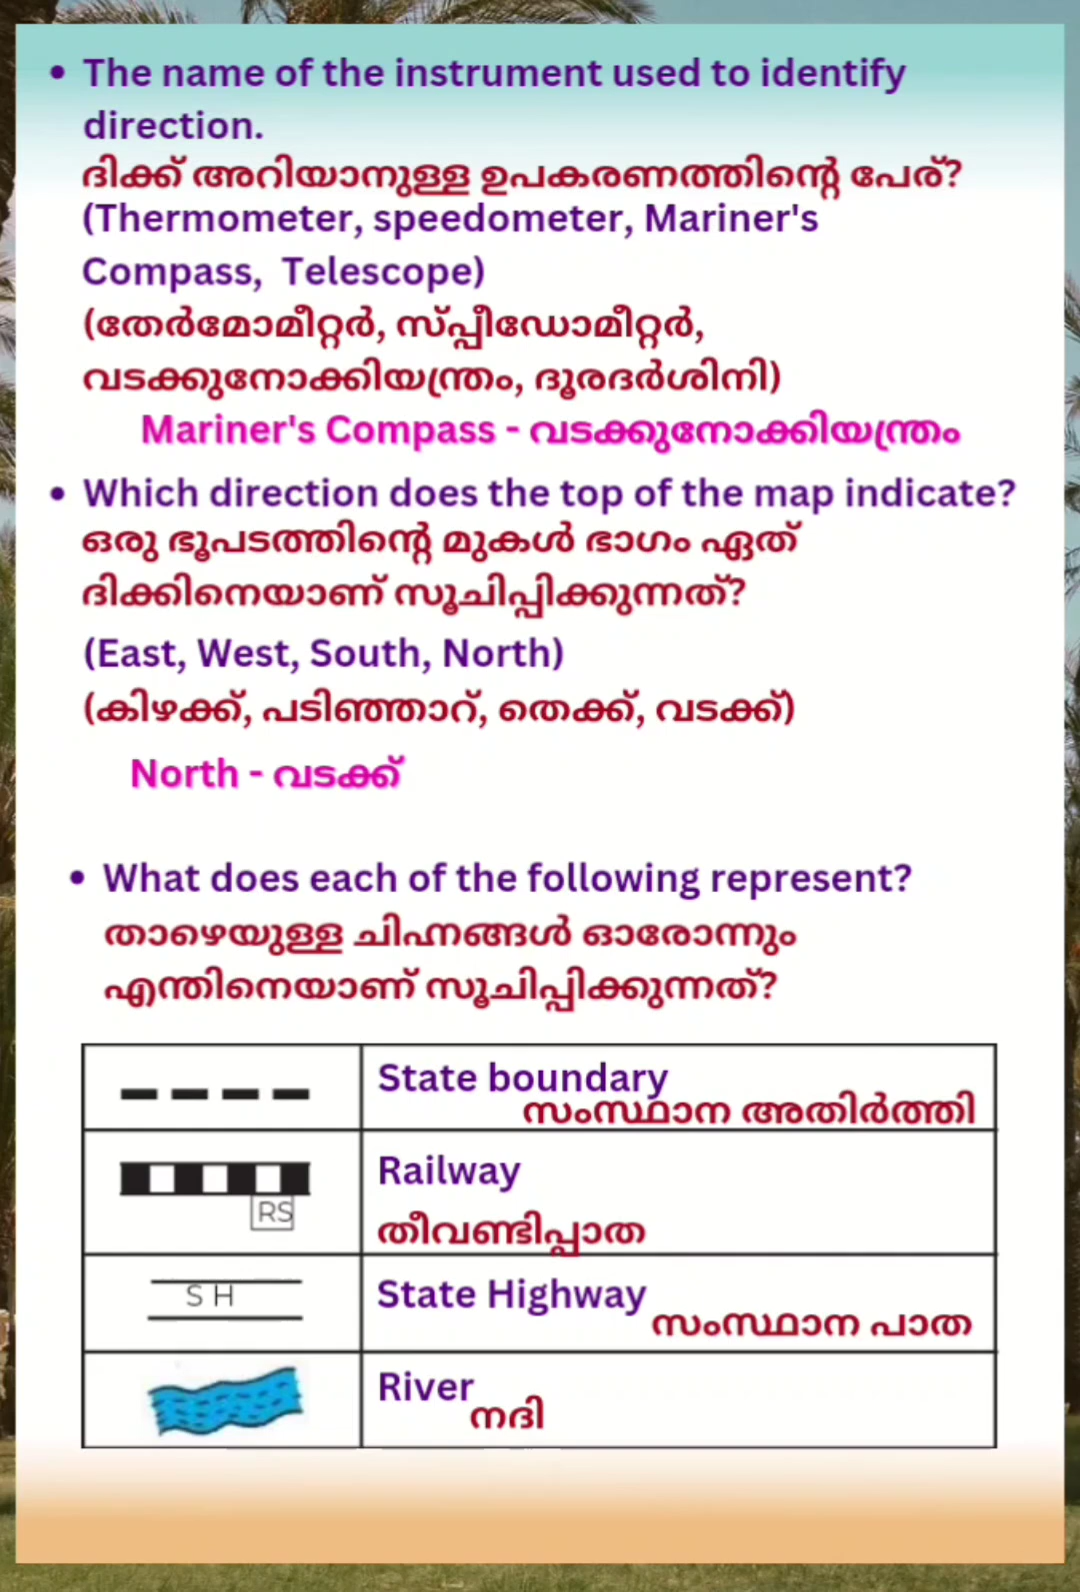 • The name of the instrument used to identify
direction.
ദിക്ക് അറിയാനുള്ള ഉപകരണത്തിന്റെ പേര്?
(Thermometer, speedometer, Mariner's
Compass, Telescope)
(തേർമോമീറ്റർ, സ്പ്പീഡോമീറ്റർ,
വടക്കുനോക്കിയന്ത്രം, ദൂരദർശിനി)
Mariner's Compass - വടക്കുനോക്കിയന്ത്രം
• Which direction does the top of the map indicate?
ഒരു ഭൂപടത്തിന്റെ മുകൾ ഭാഗം ഏത്
ദിക്കിനെയാണ് സൂചിപ്പിക്കുന്നത്?
(East, West, South, North)
(കിഴക്ക്, പടിഞ്ഞാറ്, തെക്ക്, വടക്ക്)
North - വടക്ക്
• What does each of the following represent?
താഴെയുള്ള ചിഹ്നങ്ങൾ ഓരോന്നും
എന്തിനെയാണ് സൂചിപ്പിക്കുന്നത്?
State boundary
സംസ്ഥാന അതിർത്തി
Railway
RS
തീവണ്ടിപ്പാത
S H
State Highway
സംസ്ഥാന പാത
River
നദി